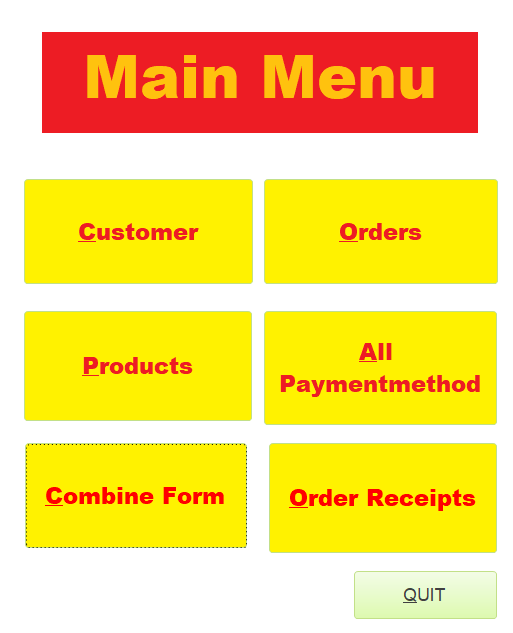 Main Menu
Customer
Orders
Products
All
Paymentmethod
Combine Form
Order Receipts
QUIT